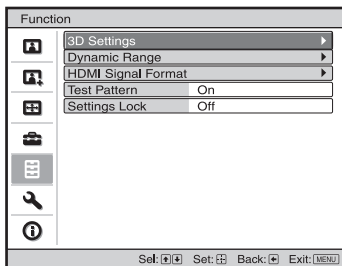 Function
3D Settings
Dynamic Range
HDMI Signal Format
Test Pattern On
Settings Lock Off
Sel: Set: Back: Exit: MENU